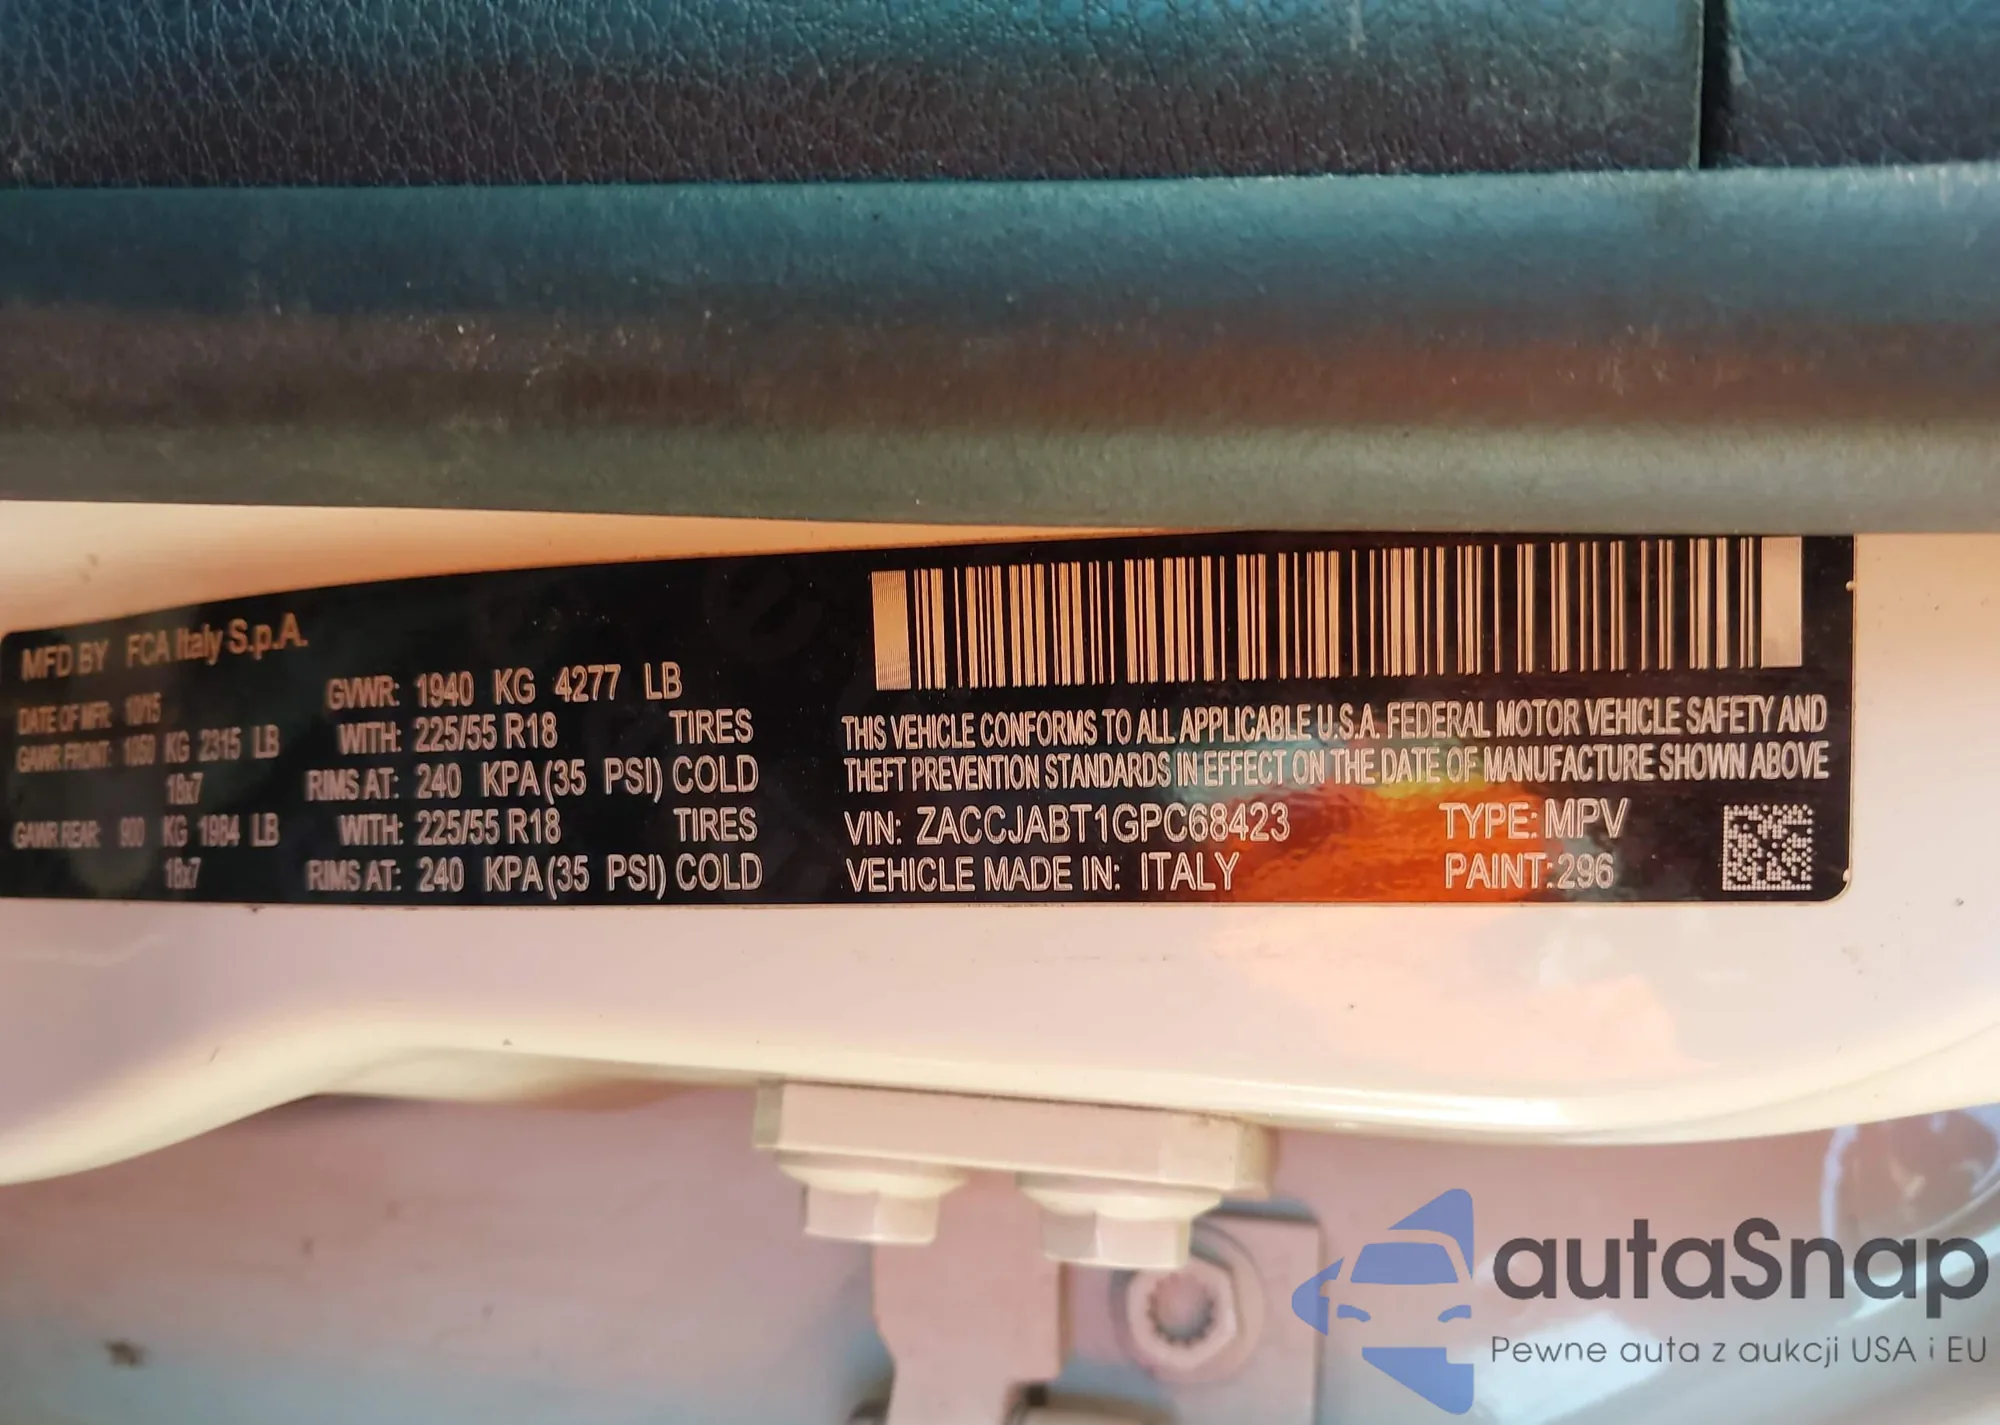 MFD BY FCA Italy S.p.A.
DATE OF MFR: 10/15
GVWR: 1940 KG 4277 LB
GAWR FRONT: 1050 KG 2315 LB WITH: 225/55 R18 TIRES
18x7 RIMS AT: 240 KPA(35 PSI) COLD
GAWR REAR: 900 KG 1984 LB WITH: 225/55 R18 TIRES
18x7 RIMS AT: 240 KPA(35 PSI) COLD
THIS VEHICLE CONFORMS TO ALL APPLICABLE U.S.A. FEDERAL MOTOR VEHICLE SAFETY AND
THEFT PREVENTION STANDARDS IN EFFECT ON THE DATE OF MANUFACTURE SHOWN ABOVE
VIN: ZACCJABT1GPC68423 TYPE: MPV
VEHICLE MADE IN: ITALY PAINT: 296
autaSnap
Pewne auta z aukcji USA i EU